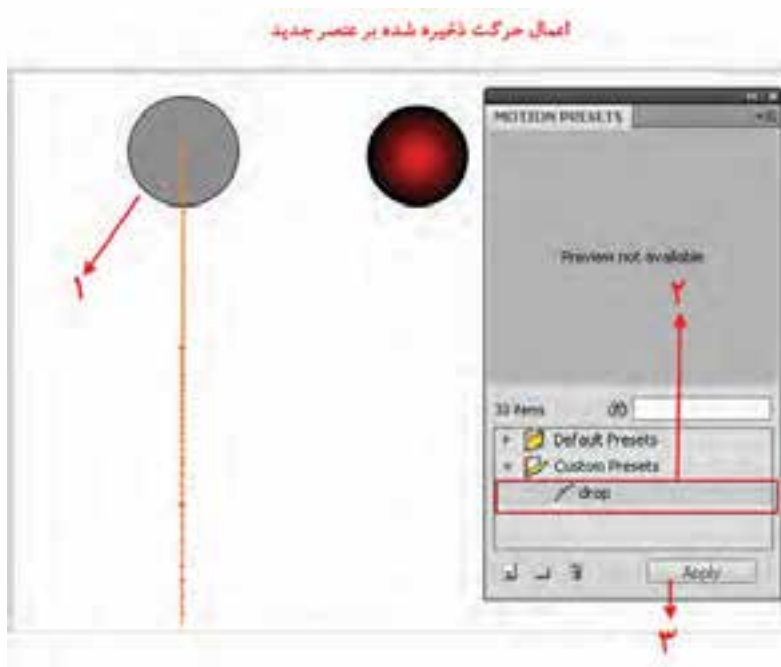 اعمال حرکت ذخیره شده بر عنصر جدید
MOTION PRESETS
Preview not available
۱
۲
33 items
Default Presets
Custom Presets
drop
Apply
۳